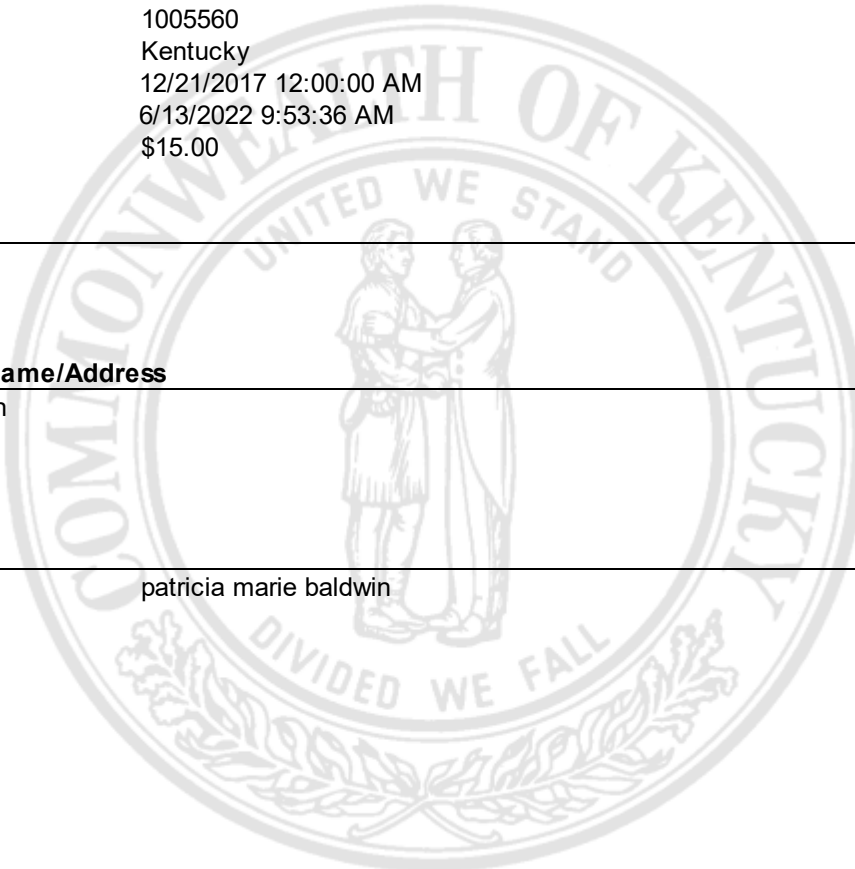 1005560
Kentucky
12/21/2017 12:00:00 AM
6/13/2022 9:53:36 AM
$15.00
COMMONWEALTH OF KENTUCKY
UNITED WE STAND
ame/Address
n
patricia marie baldwin
DIVIDED WE FALL